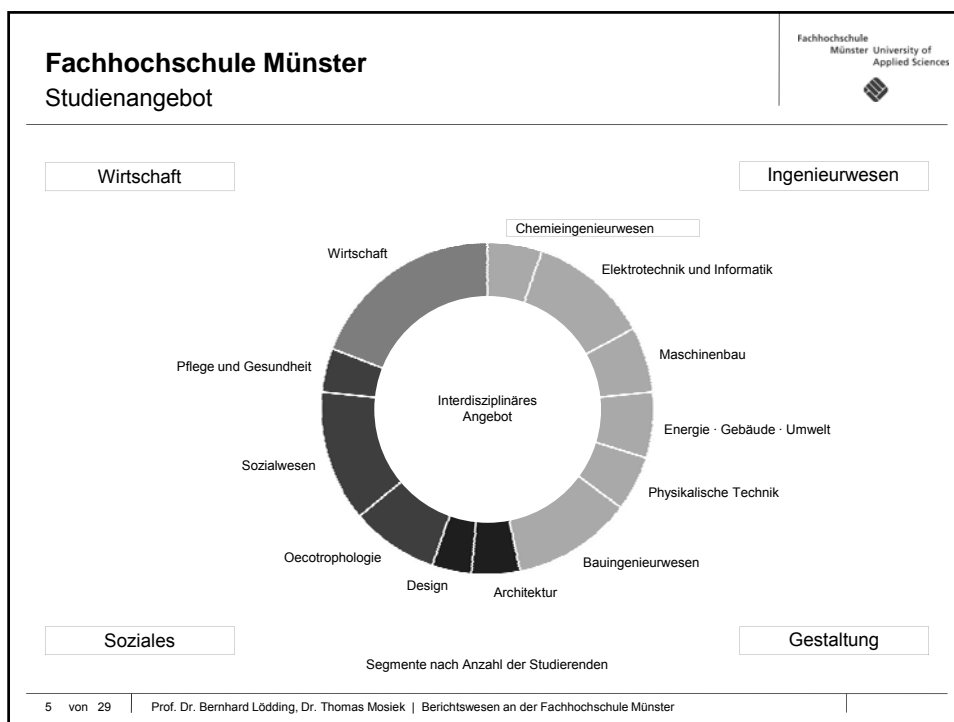 Fachhochschule Münster
Studienangebot
Fachhochschule
Münster University of
Applied Sciences
Wirtschaft
Ingenieurwesen
Chemieingenieurwesen
Wirtschaft
Elektrotechnik und Informatik
Maschinenbau
Pflege und Gesundheit
Interdisziplinäres
Angebot
Energie · Gebäude · Umwelt
Sozialwesen
Physikalische Technik
Oecotrophologie
Bauingenieurwesen
Design
Architektur
Soziales
Gestaltung
Segmente nach Anzahl der Studierenden
5 von 29 | Prof. Dr. Bernhard Lödding, Dr. Thomas Mosiek | Berichtswesen an der Fachhochschule Münster